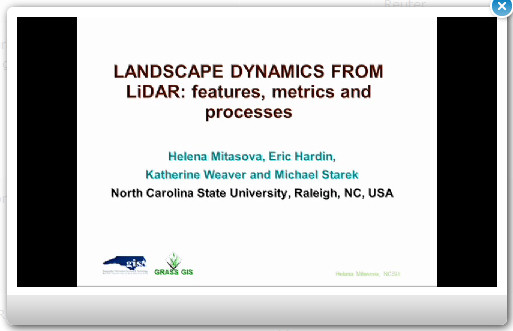 LANDSCAPE DYNAMICS FROM
LiDAR: features, metrics and
processes
Helena Mitasova, Eric Hardin,
Katherine Weaver and Michael Starek
North Carolina State University, Raleigh, NC, USA
gis
GRASS GIS
Helena Mitasova, NCSU